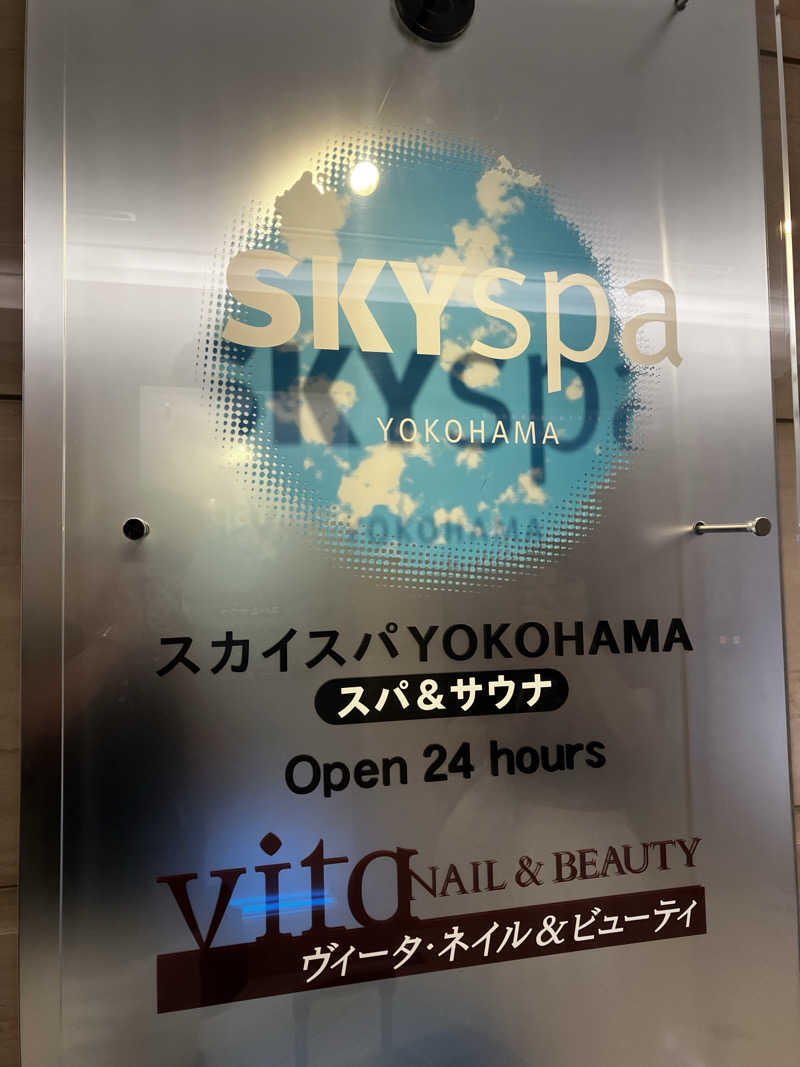 SKYspa
YOKOHAMA
スカイスパYOKOHAMA
スパ&サウナ
Open 24 hours
vita NAIL & BEAUTY
ヴィータ・ネイル&ビューティ